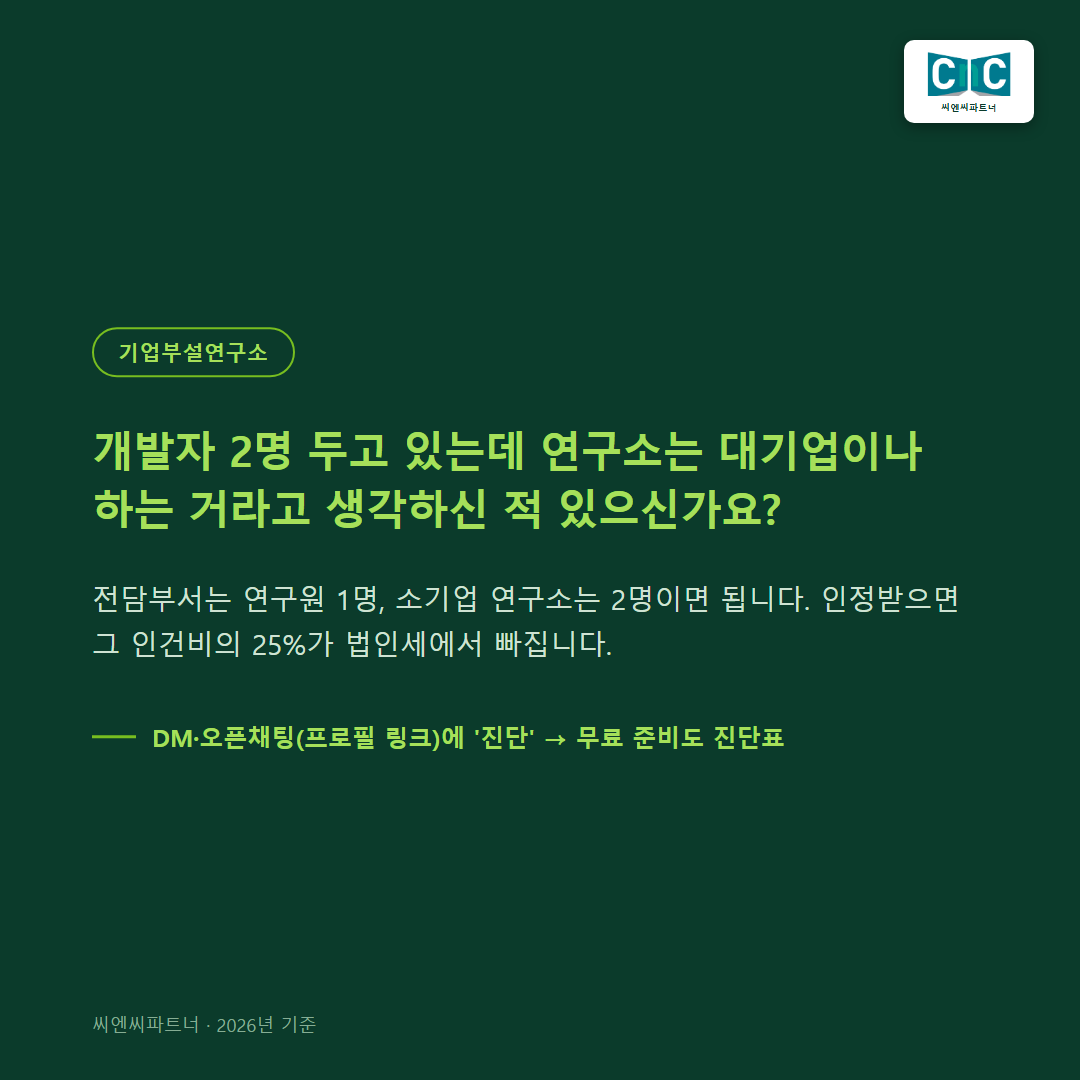 CnC
씨엔씨파트너
기업부설연구소
개발자 2명 두고 있는데 연구소는 대기업이나
하는 거라고 생각하신 적 있으신가요?
전담부서는 연구원 1명, 소기업 연구소는 2명이면 됩니다. 인정받으면
그 인건비의 25%가 법인세에서 빠집니다.
DM·오픈채팅(프로필 링크)에 '진단' → 무료 준비도 진단표
씨엔씨파트너 · 2026년 기준